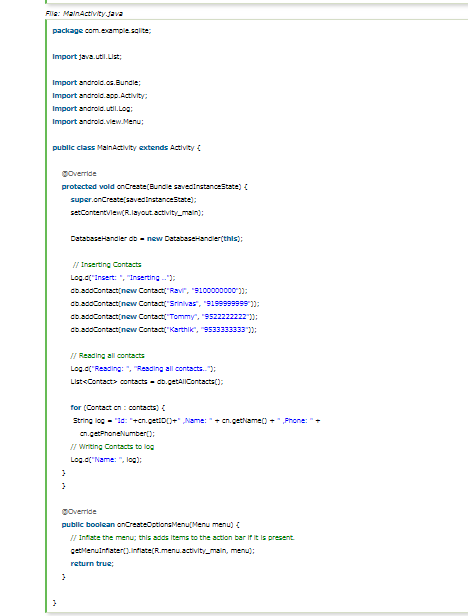 File: MainActivity.java
package com.example.sqlite;
import java.util.List;
import android.os.Bundle;
import android.app.Activity;
import android.util.Log;
import android.view.Menu;
public class MainActivity extends Activity {
@Override
protected void onCreate(Bundle savedInstanceState) {
super.onCreate(savedInstanceState);
setContentView(R.layout.activity_main);
DatabaseHandler db = new DatabaseHandler(this);
// Inserting Contacts
Log.d("Insert: ", "Inserting ..");
db.addContact(new Contact("Ravi", "9100000000"));
db.addContact(new Contact("Srinivas", "9199999999"));
db.addContact(new Contact("Tommy", "9522222222"));
db.addContact(new Contact("Karthik", "9533333333"));
// Reading all contacts
Log.d("Reading: ", "Reading all contacts..");
List<Contact> contacts = db.getAllContacts();
for (Contact cn : contacts) {
String log = "Id: "+cn.getID()+" ,Name: " + cn.getName() + " ,Phone: " +
cn.getPhoneNumber();
// Writing Contacts to log
Log.d("Name: ", log);
}
}
@Override
public boolean onCreateOptionsMenu(Menu menu) {
// Inflate the menu; this adds items to the action bar if it is present.
getMenuInflater().inflate(R.menu.activity_main, menu);
return true;
}
}